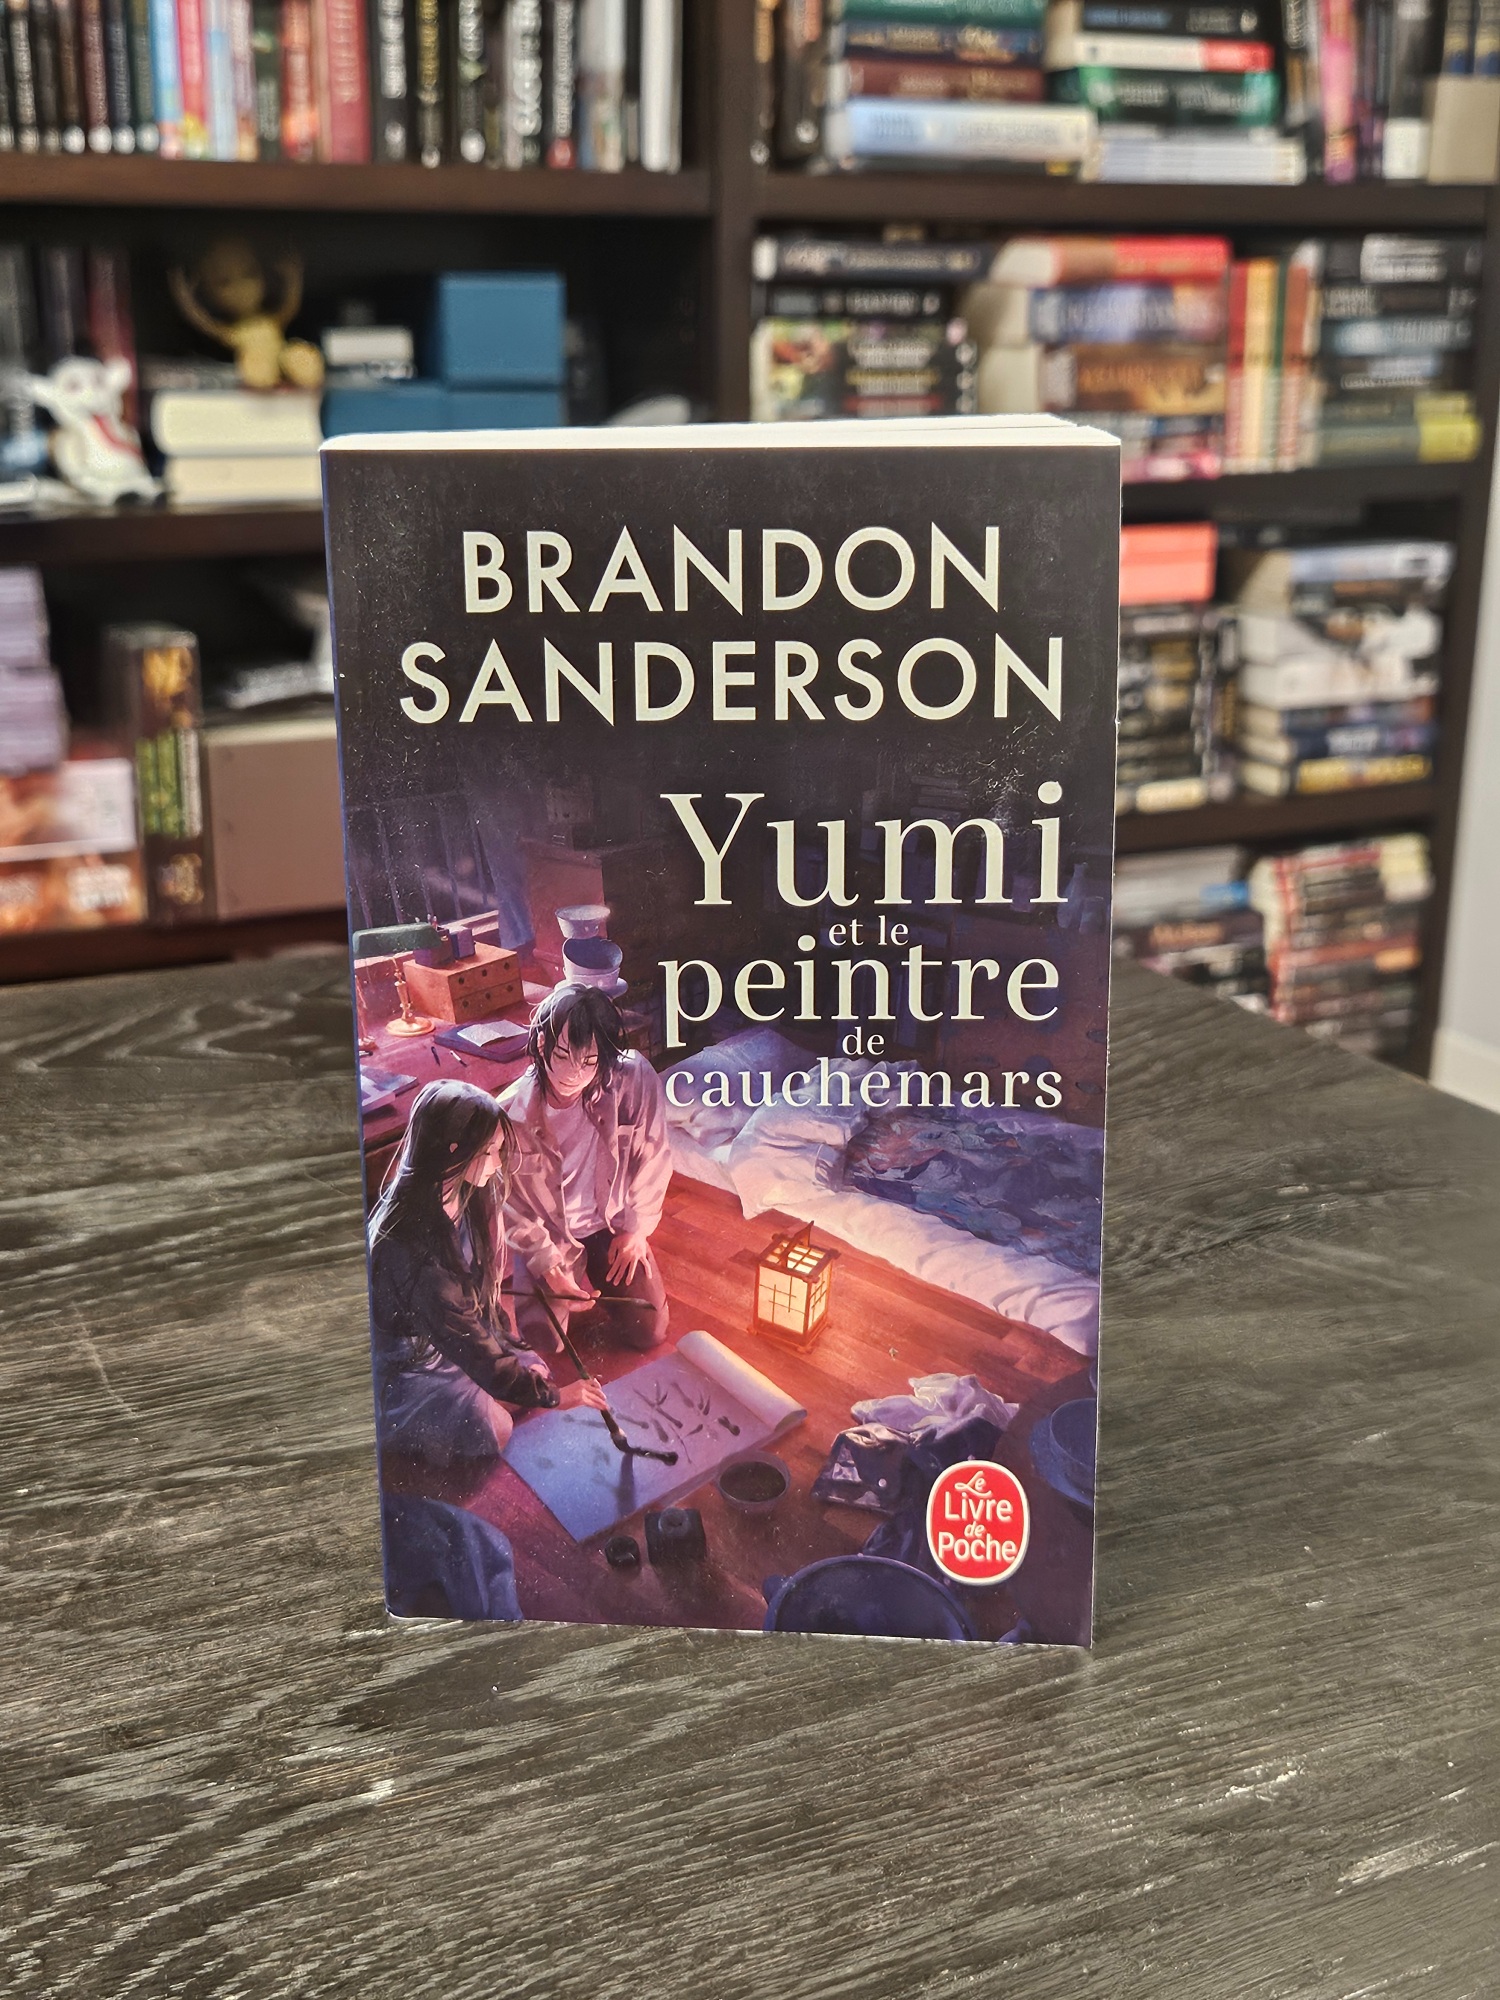 BRANDON
SANDERSON
Yumi
et le
peintre
de
cauchemars
Le
Livre
de
Poche